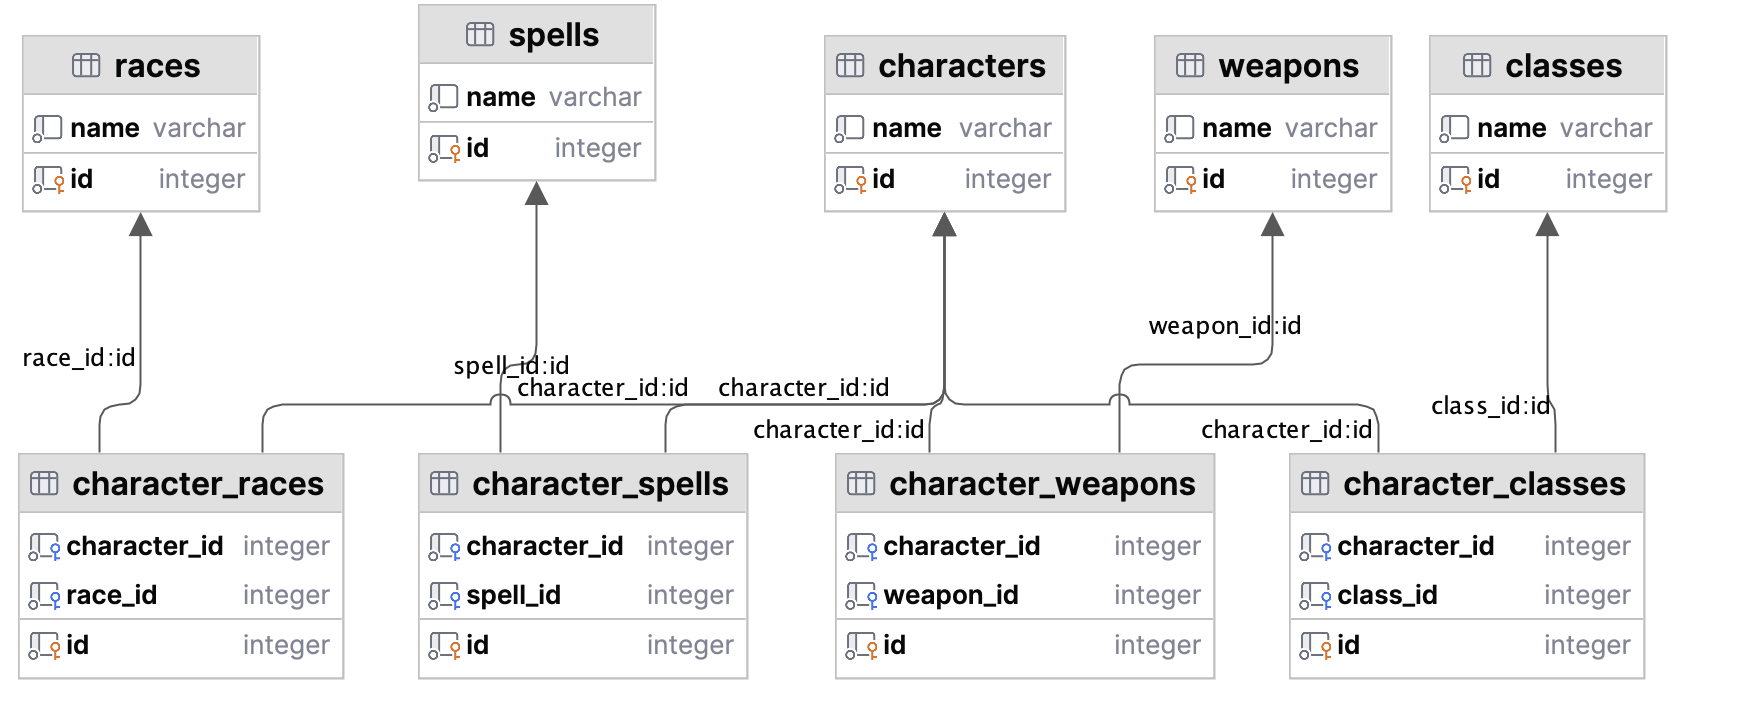 races
name varchar
id integer
spells
name varchar
id integer
characters
name varchar
id integer
weapons
name varchar
id integer
classes
name varchar
id integer
race_id:id
spell_id:id
character_id:id
character_id:id
character_id:id
weapon_id:id
character_id:id
class_id:id
character_races
character_id integer
race_id integer
id integer
character_spells
character_id integer
spell_id integer
id integer
character_weapons
character_id integer
weapon_id integer
id integer
character_classes
character_id integer
class_id integer
id integer